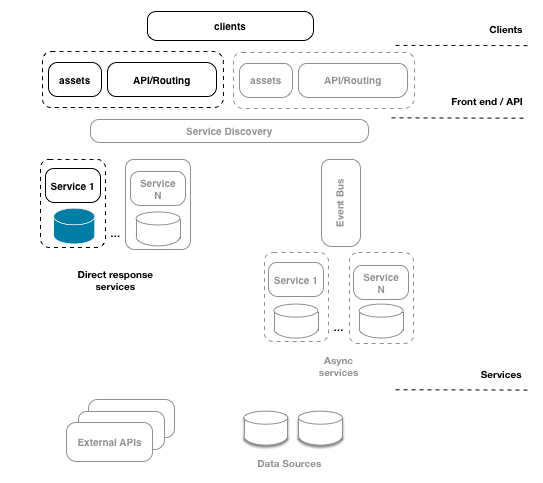 clients
Clients
assets
API/Routing
assets
API/Routing
Front end / API
Service Discovery
Service 1
...
Service
N
Event Bus
Direct response
services
Service 1
...
Service
N
Async
services
Services
External APIs
Data Sources